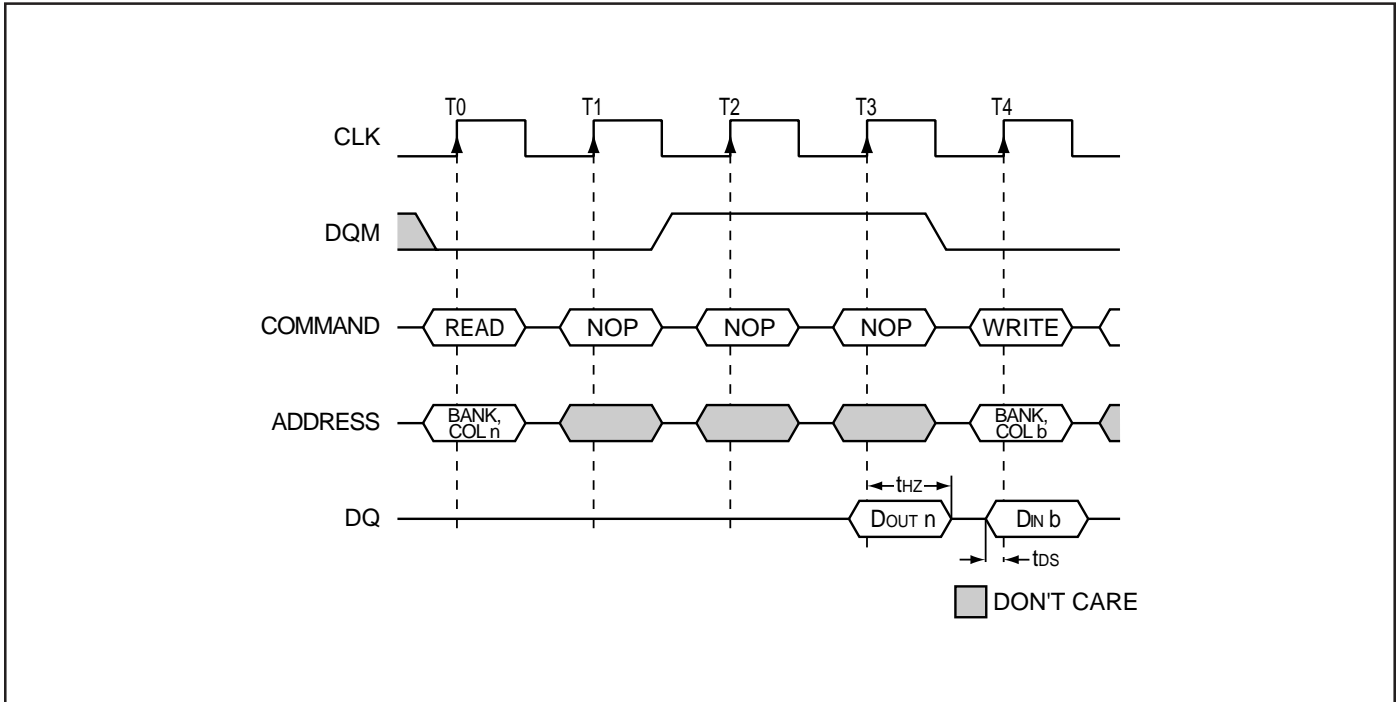 T0 T1 T2 T3 T4
CLK
DQM
COMMAND READ NOP NOP NOP WRITE
ADDRESS BANK, COL n BANK, COL b
tHZ
DQ DOUT n DIN b
tDS
DON'T CARE